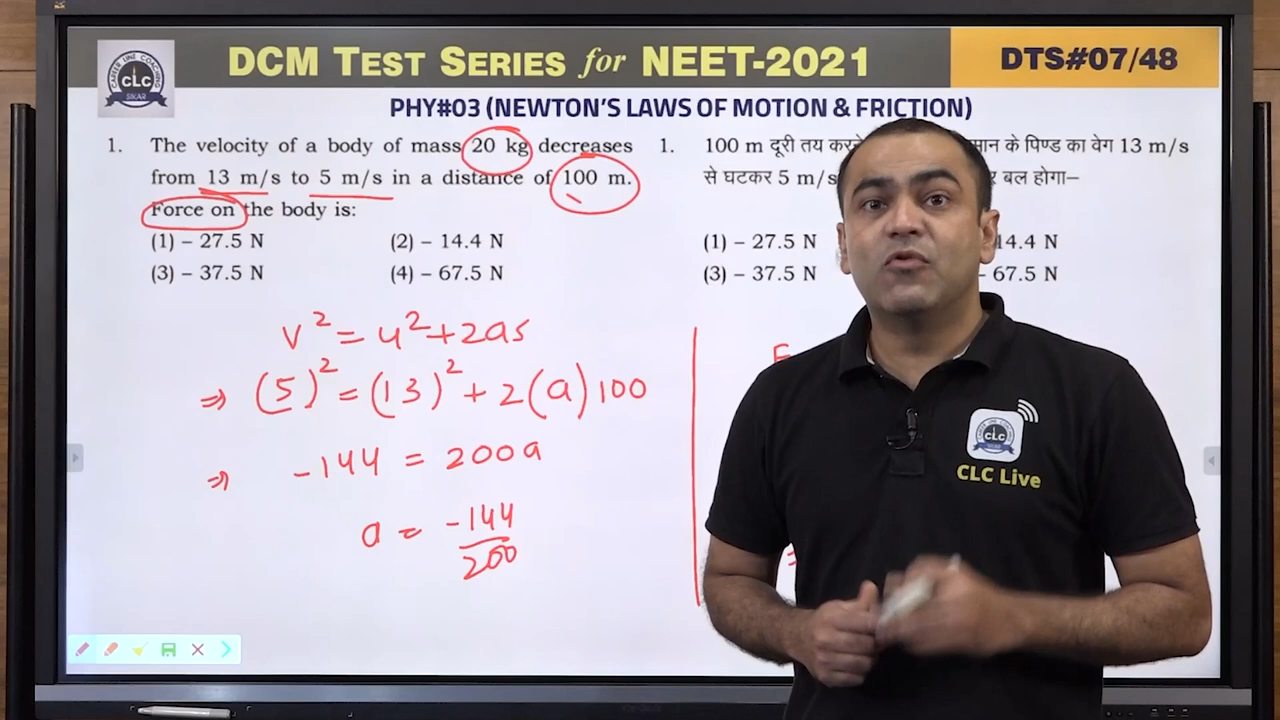 DCM TEST SERIES for NEET-2021
DTS#07/48
CAREER LINE COACHING
CLC
SIKAR
PHY#03 (NEWTON'S LAWS OF MOTION & FRICTION)
1. The velocity of a body of mass 20 kg decreases
from 13 m/s to 5 m/s in a distance of 100 m.
Force on the body is:
(1) – 27.5 N (2) – 14.4 N
(3) – 37.5 N (4) – 67.5 N
v² = u² + 2as
⇒ (5)² = (13)² + 2(a)100
⇒ -144 = 200a
a = -144/200
1. 100 m दूरी तय मान के पिण्ड का वेग 13 m/s
से घटकर 5 m/s बल होगा–
(1) – 27.5 N 14.4 N
(3) – 37.5 N – 67.5 N
F
CLC
CLC Live